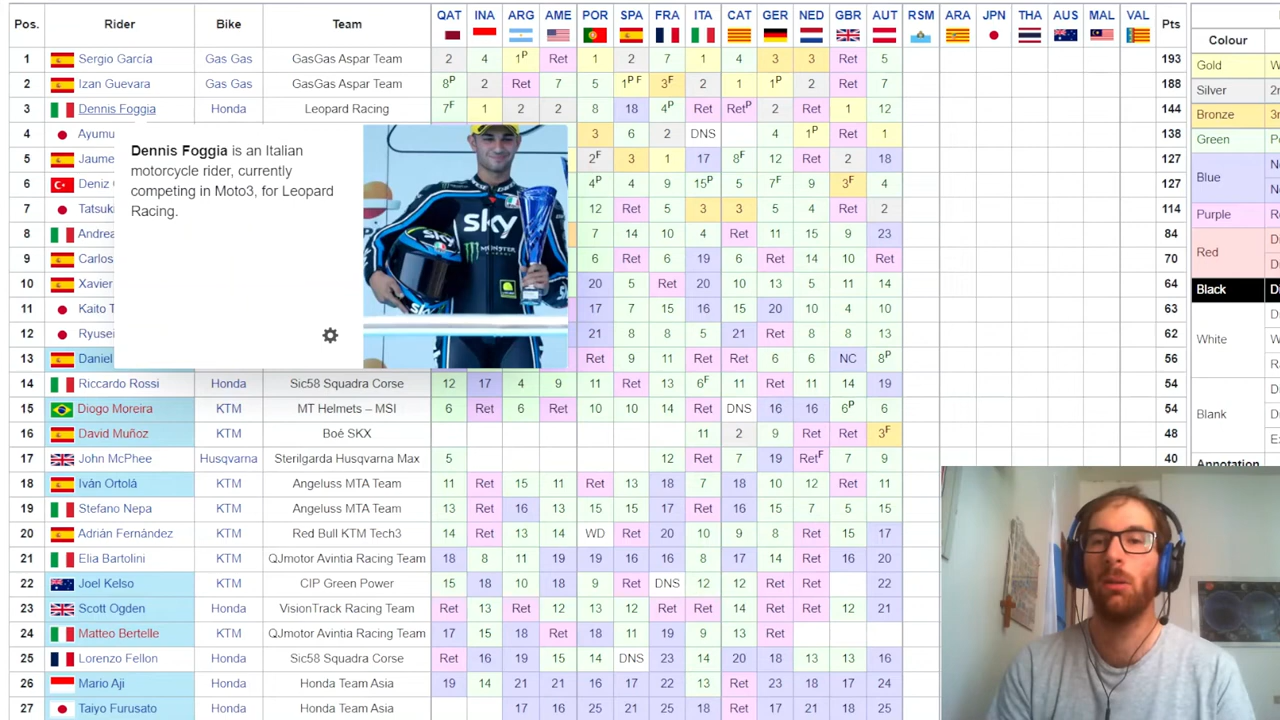 Pos. Rider Bike Team QAT INA ARG AME POR SPA FRA ITA CAT GER NED GBR AUT RSM ARA JPN THA AUS MAL VAL Pts
Colour
1 Sergio García Gas Gas GasGas Aspar Team 2 4 1P Ret 1 2 7 1 4 3 3 Ret 5 193
Gold
2 Izan Guevara Gas Gas GasGas Aspar Team 8P 2 Ret 7 5 1P F 3F 2 1 1P 2 Ret 7 188
Silver
3 Dennis Foggia Honda Leopard Racing 7F 1 2 2 8 18 4P Ret RetP Ret Ret 1 12 144
Bronze
4 Ayumu 3 6 2 DNS 4 1P Ret 1 138
Green
5 Jaume 2F 3 1 17 8F 12 Ret 2 18 127
Blue
6 Deniz 4P 4 9 15P 5 7F 9 3F 4 127
7 Tatsuki 12 Ret 5 3 3 5 4 Ret 2 114
Purple
8 Andrea 7 14 10 4 Ret 11 15 9 23 84
Red
9 Carlos 6 Ret 6 19 6 Ret 14 10 Ret 70
10 Xavier 20 5 Ret 20 10 13 5 11 14 64
Black
11 Kaito T 17 7 15 16 15 20 8 4 10 63
12 Ryusei 21 8 8 5 21 Ret 8 8 13 62
White
13 Daniel Ret 9 11 Ret Ret 6 6 NC 8P 56
Dennis Foggia is an Italian
motorcycle rider, currently
competing in Moto3, for Leopard
Racing.
sky
MONSTER
sky
14 Riccardo Rossi Honda Sic58 Squadra Corse 12 17 4 9 11 Ret 13 6F 11 Ret 11 14 19 54
15 Diogo Moreira KTM MT Helmets – MSI 6 Ret 6 Ret 10 10 14 Ret DNS 16 16 6P 6 54
Blank
16 David Muñoz KTM Boé SKX 11 2 9 Ret Ret 3F 48
17 John McPhee Husqvarna Sterilgarda Husqvarna Max 5 12 Ret 7 19 RetF 7 9 40
Annotation
18 Iván Ortolá KTM Angeluss MTA Team 11 Ret 15 11 Ret 13 18 7 18 10 12 Ret 11
19 Stefano Nepa KTM Angeluss MTA Team 13 Ret 16 13 15 15 17 Ret 16 15 7 5 15
20 Adrián Fernández KTM Red Bull KTM Tech3 14 Ret 13 14 WD Ret 20 10 9 8 Ret 15 17
21 Elia Bartolini KTM QJmotor Avintia Racing Team 18 8 11 19 19 16 16 8 17 14 Ret 16 20
22 Joel Kelso KTM CIP Green Power 15 18 10 18 9 Ret DNS 12 12 Ret Ret 22
23 Scott Ogden Honda VisionTrack Racing Team Ret 13 Ret 12 13 12 Ret Ret 14 Ret Ret 12 21
24 Matteo Bertelle KTM QJmotor Avintia Racing Team 17 15 18 Ret 18 11 19 9 13 Ret
25 Lorenzo Fellon Honda Sic58 Squadra Corse Ret 16 19 15 14 DNS 23 14 20 18 13 13 16
26 Mario Aji Honda Honda Team Asia 19 14 21 21 16 17 22 13 Ret 23 18 17 24
27 Taiyo Furusato Honda Honda Team Asia 17 16 25 21 25 18 Ret 17 21 18 25